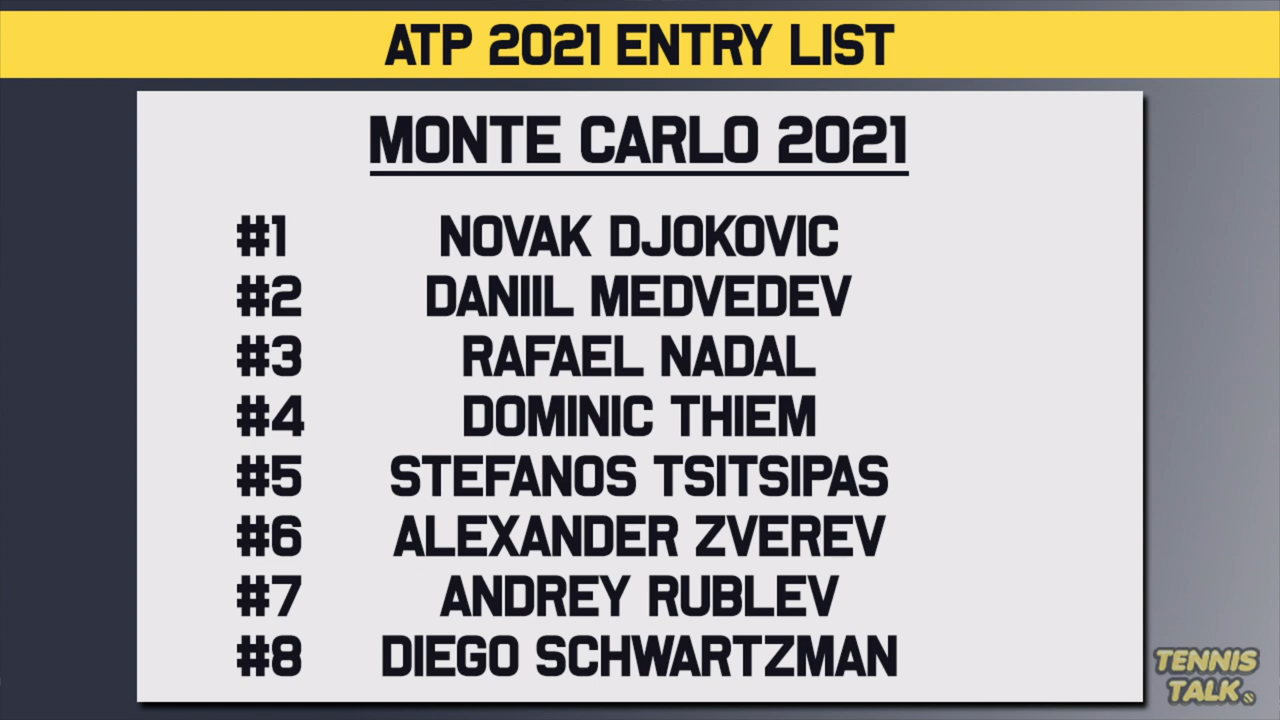 ATP 2021 ENTRY LIST
MONTE CARLO 2021
#1 NOVAK DJOKOVIC
#2 DANIIL MEDVEDEV
#3 RAFAEL NADAL
#4 DOMINIC THIEM
#5 STEFANOS TSITSIPAS
#6 ALEXANDER ZVEREV
#7 ANDREY RUBLEV
#8 DIEGO SCHWARTZMAN
TENNIS
TALK